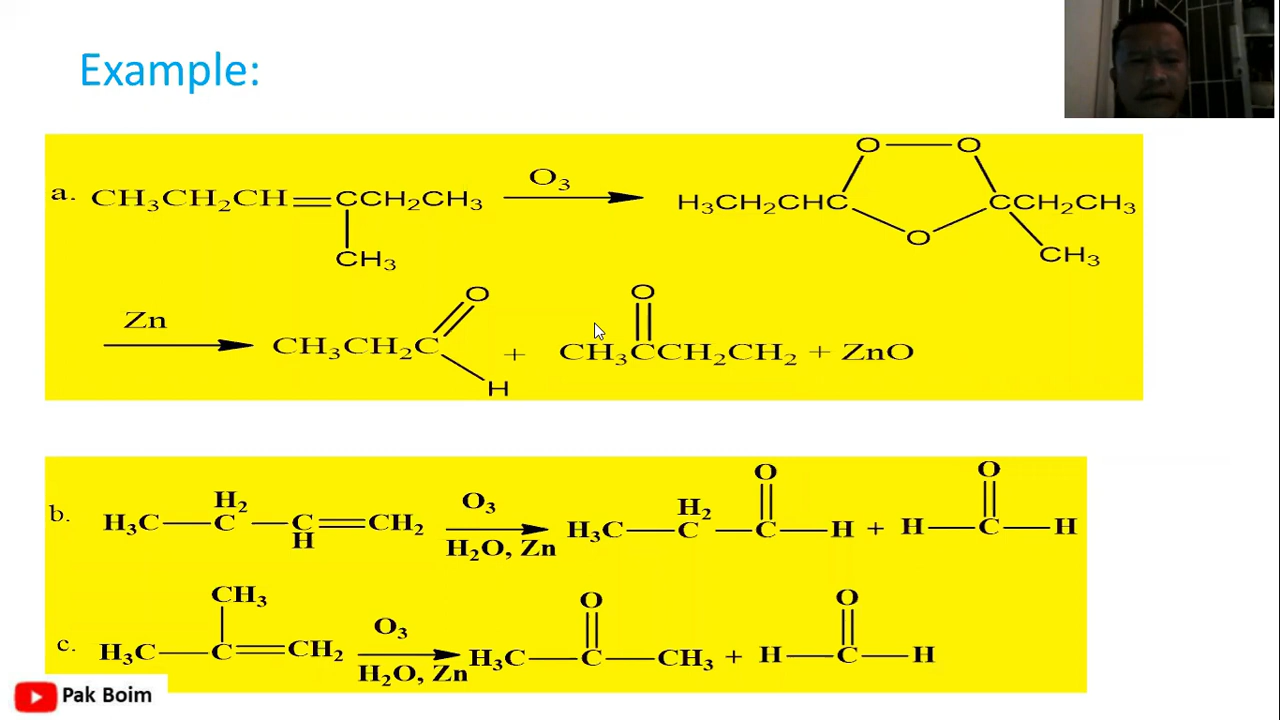 Example:
a. CH₃CH₂CH=CCH₂CH₃ O₃ H₃CH₂CHC O O O CCH₂CH₃
CH₃ CH₃
Zn CH₃CH₂C O H + CH₃CCH₂CH₂ O + ZnO
b. H₃C H₂ C C H CH₂ O₃ H₂O, Zn H₃C H₂ C O C H + H O C H
c. H₃C CH₃ C CH₂ O₃ H₂O, Zn H₃C O C CH₃ + H O C H
Pak Boim